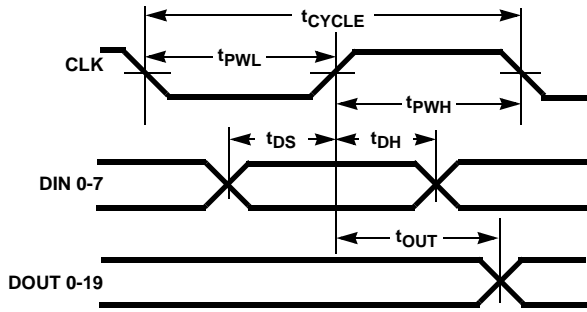 tCYCLE
CLK
tPWL
tPWH
tDS
tDH
DIN 0-7
tOUT
DOUT 0-19